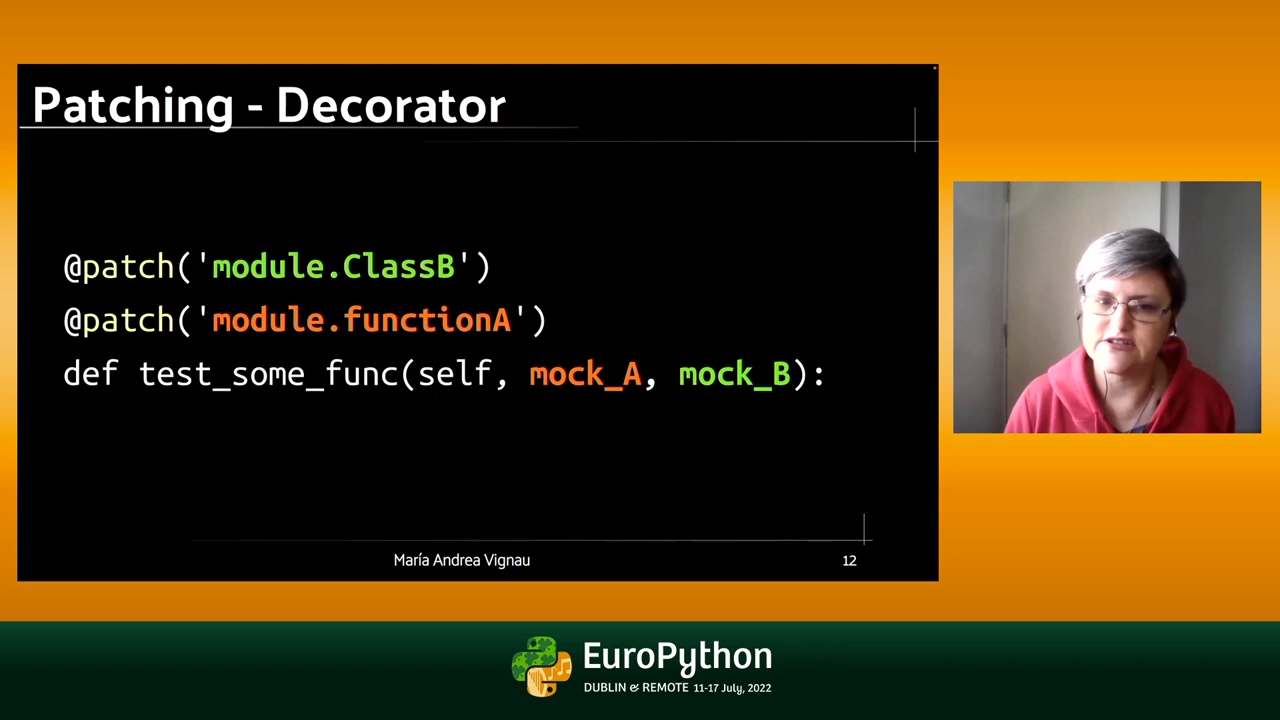 Patching - Decorator
@patch('module.ClassB')
@patch('module.functionA')
def test_some_func(self, mock_A, mock_B):
María Andrea Vignau
12
EuroPython
DUBLIN & REMOTE 11-17 July, 2022